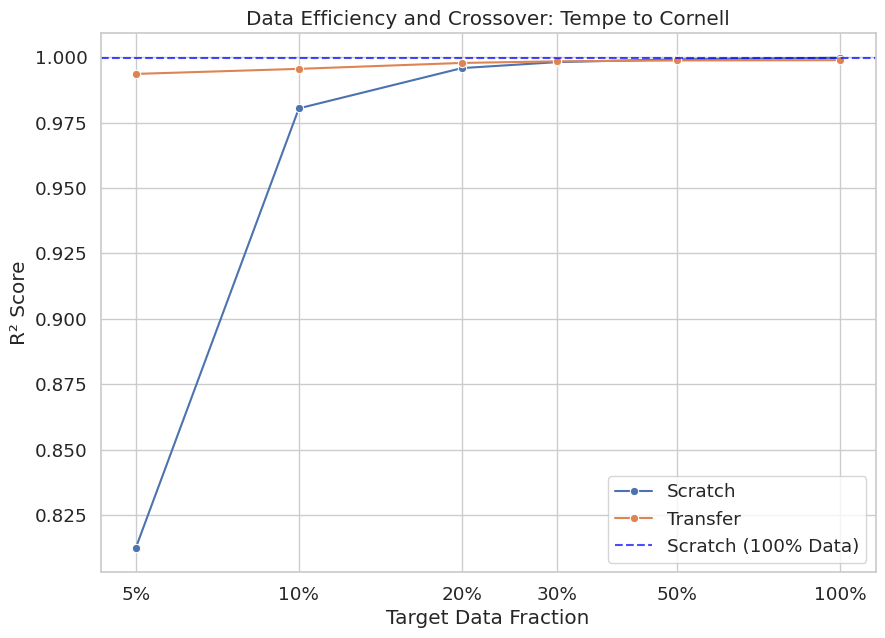 Data Efficiency and Crossover: Tempe to Cornell
1.000
0.975
0.950
0.925
0.900
0.875
0.850
0.825
R² Score
5%
10%
20%
30%
50%
100%
Target Data Fraction
Scratch
Transfer
Scratch (100% Data)